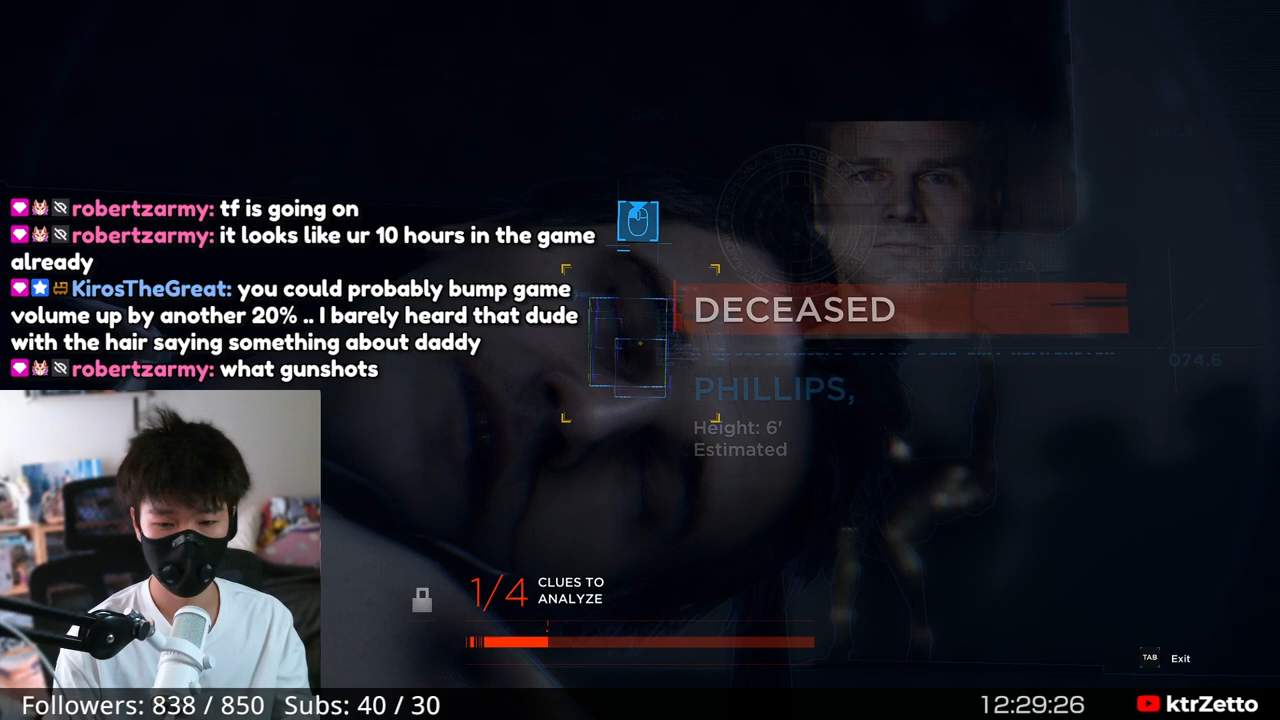 robertzarmy: tf is going on
robertzarmy: it looks like ur 10 hours in the game
already
KirosTheGreat: you could probably bump game
volume up by another 20% .. I barely heard that dude
with the hair saying something about daddy
robertzarmy: what gunshots
DECEASED
074.6
PHILLIPS,
Height: 6'
Estimated
1/4 CLUES TO
ANALYZE
TAB Exit
Followers: 838 / 850 Subs: 40 / 30
12:29:26
ktrZetto